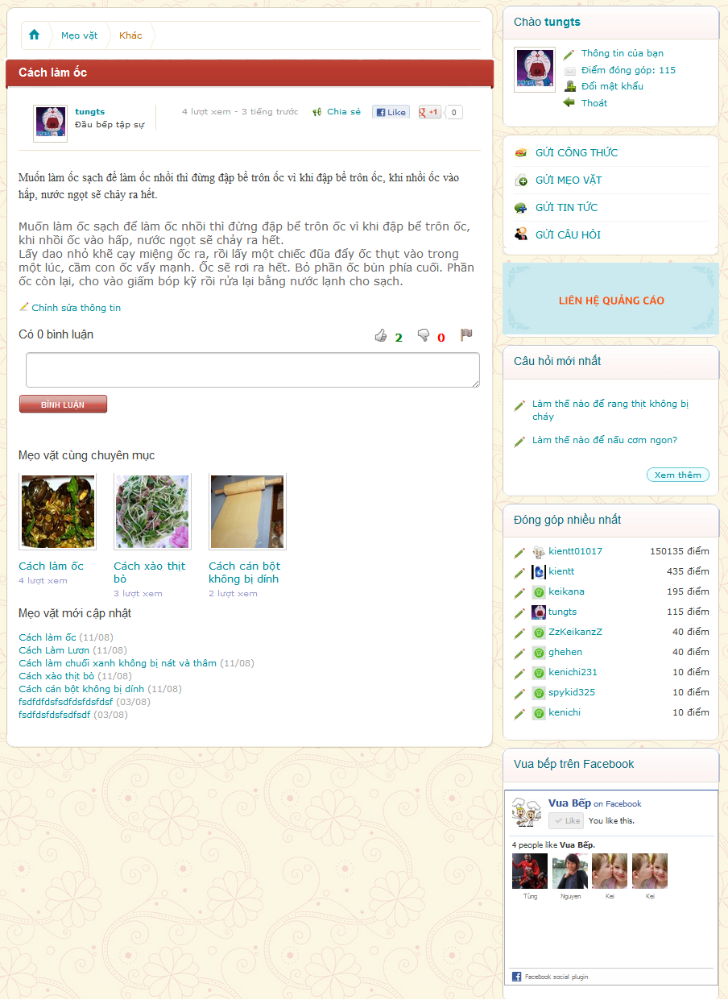 Mẹo vặt
Khác
Cách làm ốc
tungts
Đầu bếp tập sự
4 lượt xem - 3 tiếng trước
Chia sẻ
Like
+1
0
Muốn làm ốc sạch để làm ốc nhồi thì đừng đập bể trôn ốc vì khi đập bể trôn ốc, khi nhồi ốc vào
hấp, nước ngọt sẽ chảy ra hết.
Muốn làm ốc sạch để làm ốc nhồi thì đừng đập bể trôn ốc vì khi đập bể trôn ốc,
khi nhồi ốc vào hấp, nước ngọt sẽ chảy ra hết.
Lấy dao nhỏ khẽ cạy miệng ốc ra, rồi lấy một chiếc đũa đẩy ốc thụt vào trong
một lúc, cầm con ốc vẩy mạnh. Ốc sẽ rơi ra hết. Bỏ phần ốc bùn phía cuối. Phần
ốc còn lại, cho vào giấm bóp kỹ rồi rửa lại bằng nước lạnh cho sạch.
Chỉnh sửa thông tin
Có 0 bình luận
2
0
BÌNH LUẬN
Mẹo vặt cùng chuyên mục
Cách làm ốc
4 lượt xem
Cách xào thịt
bò
3 lượt xem
Cách cán bột
không bị dính
2 lượt xem
Mẹo vặt mới cập nhật
Cách làm ốc (11/08)
Cách Làm Lươn (11/08)
Cách làm chuối xanh không bị nát và thâm (11/08)
Cách xào thịt bò (11/08)
Cách cán bột không bị dính (11/08)
fsdfdfdsfsdfdsfdsfdsf (03/08)
fsdfdsfdsfsdfsdf (03/08)
Chào tungts
Thông tin của bạn
Điểm đóng góp: 115
Đổi mật khẩu
Thoát
GỬI CÔNG THỨC
GỬI MẸO VẶT
GỬI TIN TỨC
GỬI CÂU HỎI
LIÊN HỆ QUẢNG CÁO
Câu hỏi mới nhất
Làm thế nào để rang thịt không bị
cháy
Làm thế nào để nấu cơm ngon?
Xem thêm
Đóng góp nhiều nhất
kientt01017 150135 điểm
kientt 435 điểm
keikana 195 điểm
tungts 115 điểm
ZzKeikanzZ 40 điểm
ghehen 40 điểm
kenichi231 10 điểm
spykid325 10 điểm
kenichi 10 điểm
Vua bếp trên Facebook
Vua Bếp on Facebook
Like You like this.
4 people like Vua Bếp.
Tùng
Nguyen
Kei
Kei
Facebook social plugin